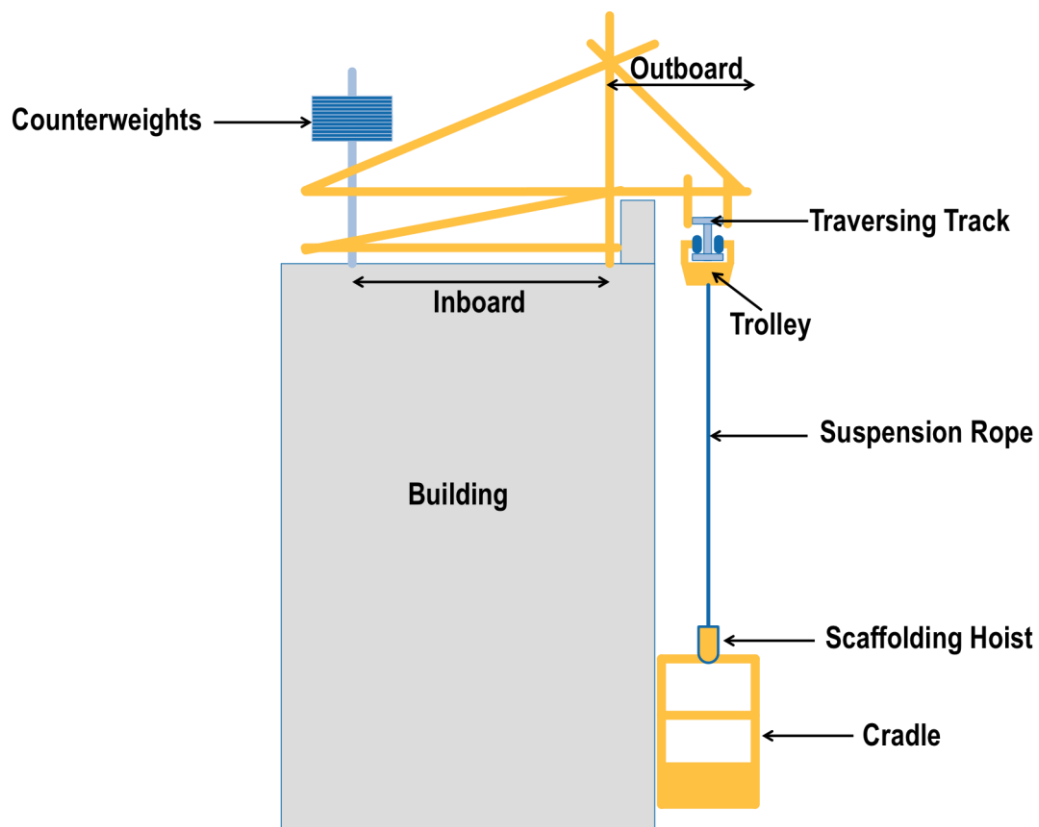 Outboard
Counterweights
Traversing Track
Inboard
Trolley
Suspension Rope
Building
Scaffolding Hoist
Cradle